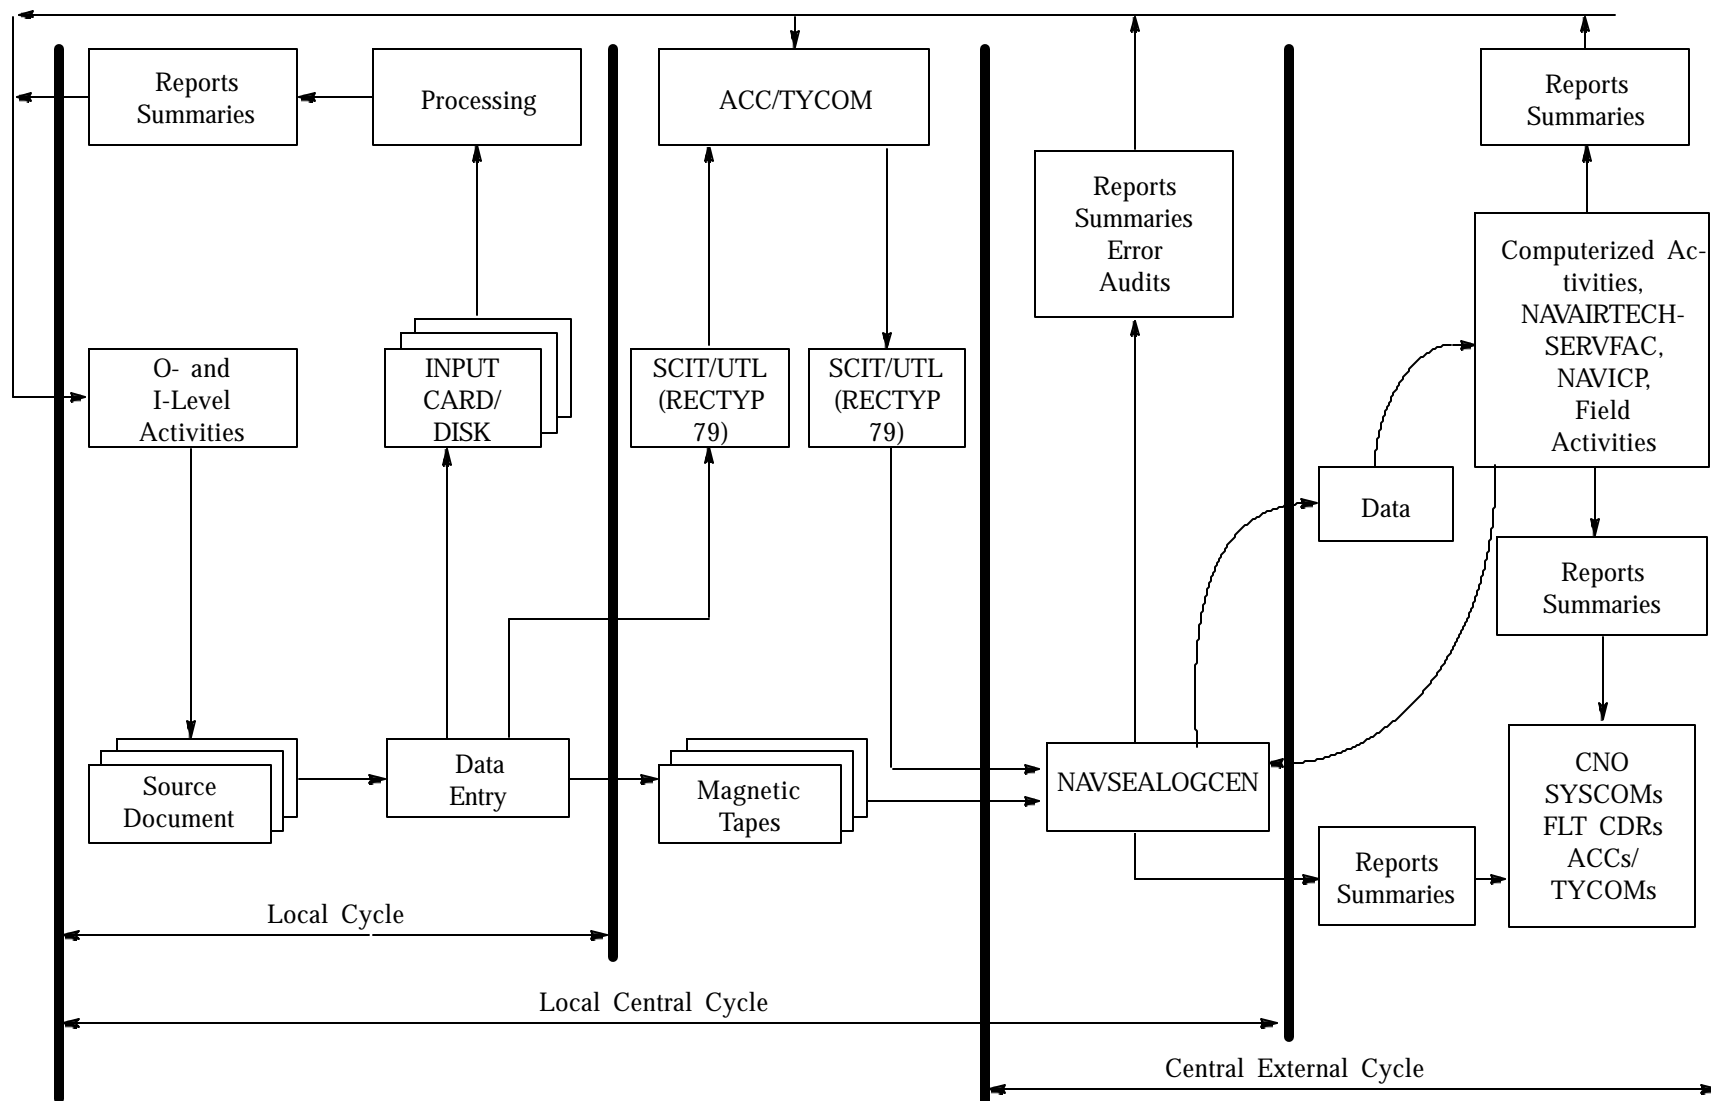 Reports
Summaries
Processing
ACC/TYCOM
Reports
Summaries
Reports
Summaries
Error
Audits
Computerized Ac-
tivities,
NAVAIRTECH-
SERVFAC,
NAVICP,
Field
Activities
O- and
I-Level
Activities
INPUT
CARD/
DISK
SCIT/UTL
(RECTYP
79)
SCIT/UTL
(RECTYP
79)
Data
Reports
Summaries
Source
Document
Data
Entry
Magnetic
Tapes
NAVSEALOGCEN
CNO
SYSCOMs
FLT CDRs
ACCs/
TYCOMs
Reports
Summaries
Local Cycle
Local Central Cycle
Central External Cycle